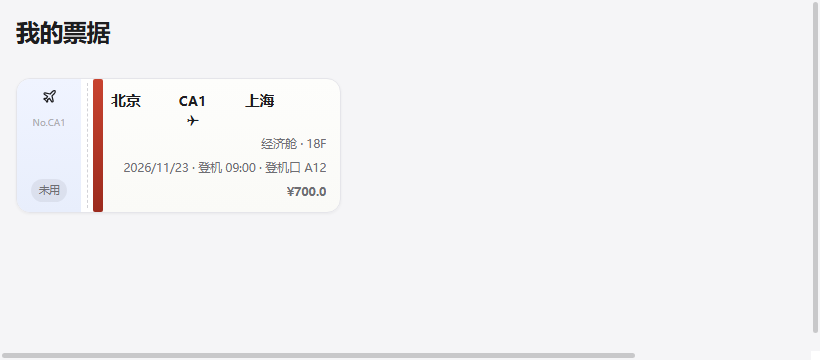 我的票据
No.CA1
未用
北京 CA1 上海
✈
经济舱 · 18F
2026/11/23 · 登机 09:00 · 登机口 A12
¥700.0